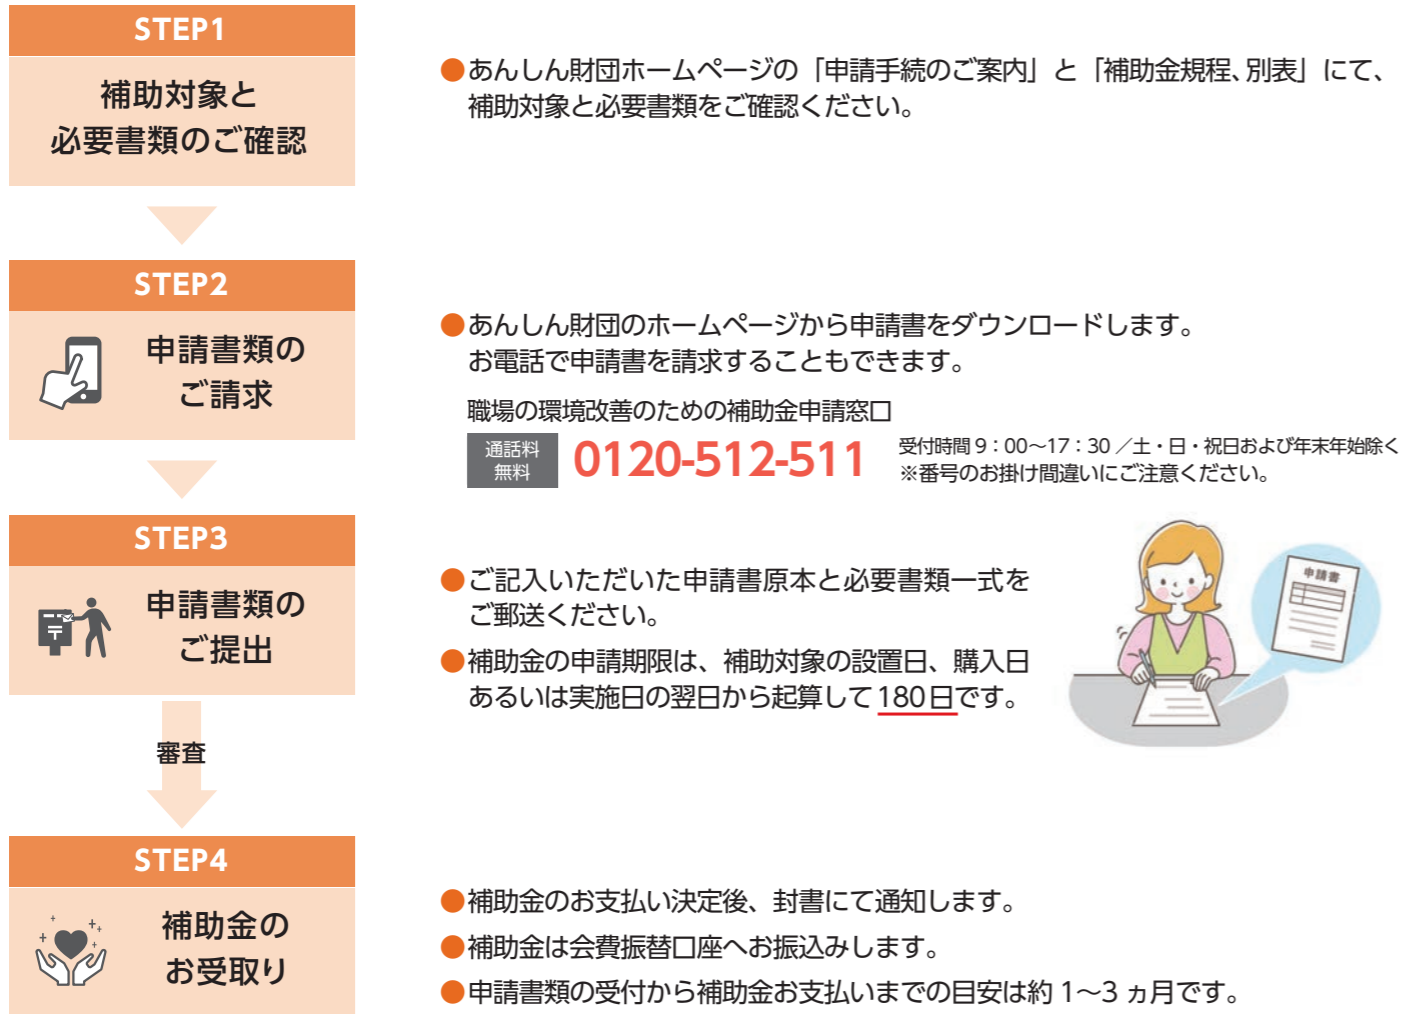 STEP1
補助対象と
必要書類のご確認
●あんしん財団ホームページの「申請手続のご案内」と「補助金規程、別表」にて、
補助対象と必要書類をご確認ください。
STEP2
申請書類の
ご請求
●あんしん財団のホームページから申請書をダウンロードします。
お電話で申請書を請求することもできます。
職場の環境改善のための補助金申請窓口
通話料
無料
0120-512-511
受付時間 9：00〜17：30／土・日・祝日および年末年始除く
※番号のお掛け間違いにご注意ください。
STEP3
〒
申請書類の
ご提出
●ご記入いただいた申請書原本と必要書類一式を
ご郵送ください。
●補助金の申請期限は、補助対象の設置日、購入日
あるいは実施日の翌日から起算して180日です。
申請書
審査
STEP4
補助金の
お受取り
●補助金のお支払い決定後、封書にて通知します。
●補助金は会費振替口座へお振込みします。
●申請書類の受付から補助金お支払いまでの目安は約 1〜3 ヵ月です。